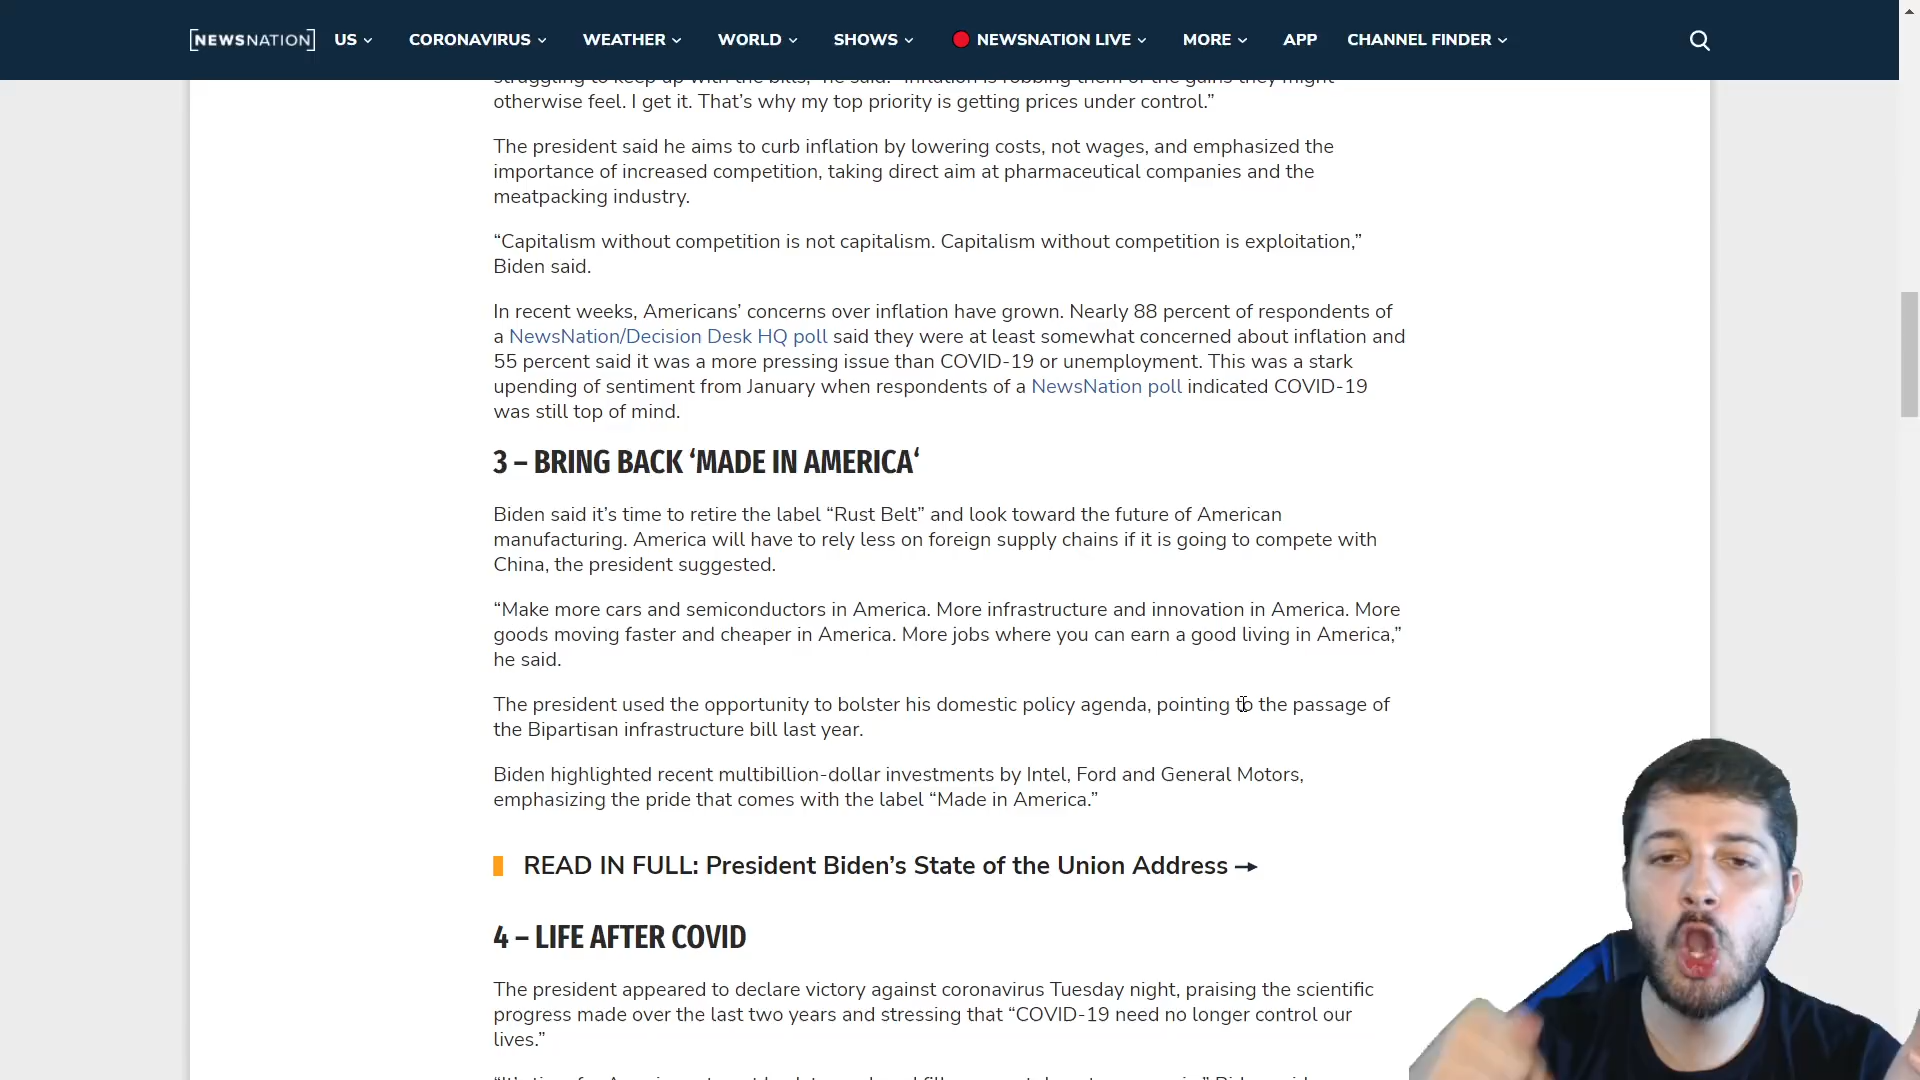 NEWSNATION US CORONAVIRUS WEATHER WORLD SHOWS NEWSNATION LIVE MORE APP CHANNEL FINDER
struggling to keep up with the bills,” he said. “Inflation is robbing them of the gains they might
otherwise feel. I get it. That’s why my top priority is getting prices under control.”
The president said he aims to curb inflation by lowering costs, not wages, and emphasized the
importance of increased competition, taking direct aim at pharmaceutical companies and the
meatpacking industry.
“Capitalism without competition is not capitalism. Capitalism without competition is exploitation,”
Biden said.
In recent weeks, Americans’ concerns over inflation have grown. Nearly 88 percent of respondents of
a NewsNation/Decision Desk HQ poll said they were at least somewhat concerned about inflation and
55 percent said it was a more pressing issue than COVID-19 or unemployment. This was a stark
upending of sentiment from January when respondents of a NewsNation poll indicated COVID-19
was still top of mind.
3 – BRING BACK ‘MADE IN AMERICA‘
Biden said it’s time to retire the label “Rust Belt” and look toward the future of American
manufacturing. America will have to rely less on foreign supply chains if it is going to compete with
China, the president suggested.
“Make more cars and semiconductors in America. More infrastructure and innovation in America. More
goods moving faster and cheaper in America. More jobs where you can earn a good living in America,”
he said.
The president used the opportunity to bolster his domestic policy agenda, pointing to the passage of
the Bipartisan infrastructure bill last year.
Biden highlighted recent multibillion-dollar investments by Intel, Ford and General Motors,
emphasizing the pride that comes with the label “Made in America.”
READ IN FULL: President Biden’s State of the Union Address →
4 – LIFE AFTER COVID
The president appeared to declare victory against coronavirus Tuesday night, praising the scientific
progress made over the last two years and stressing that “COVID-19 need no longer control our
lives.”